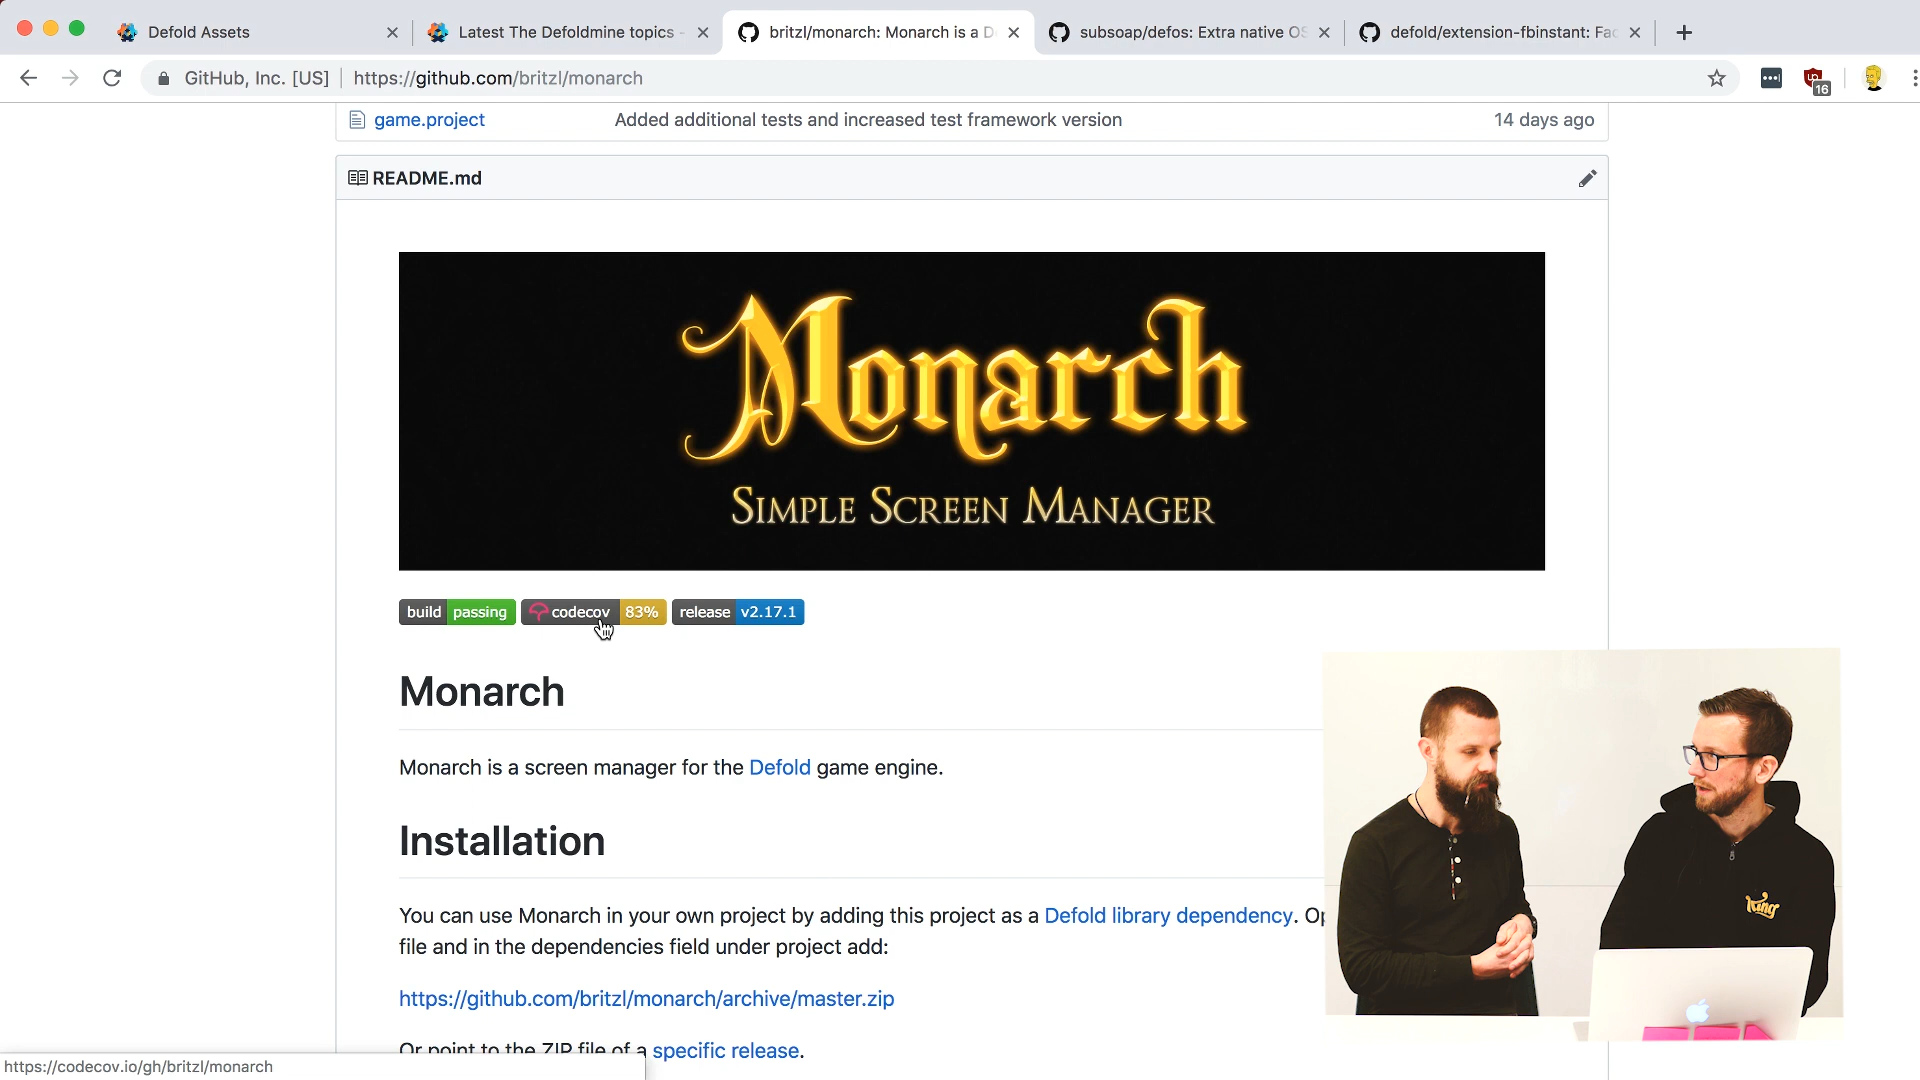 Defold Assets
Latest The Defoldmine topics -
britzl/monarch: Monarch is a D
subsoap/defos: Extra native OS
defold/extension-fbinstant: Fac
GitHub, Inc. [US]
https://github.com/britzl/monarch
16
game.project
Added additional tests and increased test framework version
14 days ago
README.md
Monarch
SIMPLE SCREEN MANAGER
build passing
codecov 83%
release v2.17.1
Monarch
Monarch is a screen manager for the Defold game engine.
Installation
You can use Monarch in your own project by adding this project as a Defold library dependency. Op
file and in the dependencies field under project add:
https://github.com/britzl/monarch/archive/master.zip
Or point to the ZIP file of a specific release.
https://codecov.io/gh/britzl/monarch
King